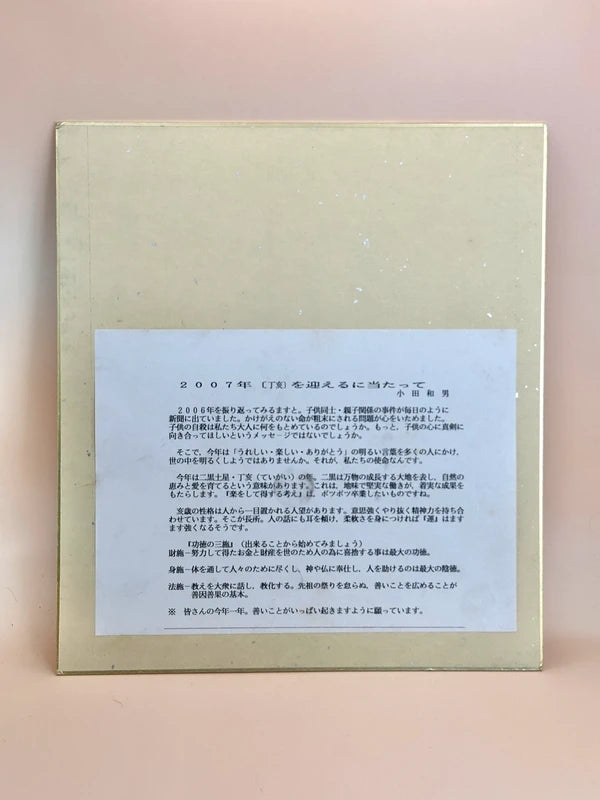 ２００７年〔丁亥〕を迎えるに当たって
小田和男
２００６年を振り返ってみるますと。子供同士・親子関係の事件が毎日のように
新聞に出ていました。かけがえのない命が粗末にされる問題が心をいためました。
子供の自殺は私たち大人に何をもとめているのでしょうか。もっと、子供の心に真剣に
向き合ってほしいというメッセージではないでしょうか。
そこで、今年は「うれしい・楽しい・ありがとう」の明るい言葉を多くの人にかけ、
世の中を明るくしようではありませんか。それが、私たちの使命なんです。
今年は二黒土星・丁亥（ていがい）の年。二黒は万物の成長する大地を表し、自然の
恵みと愛を育てるという意味があります。これは、地味で堅実な働きが、着実な成果を
もたらします。『楽をして得する考え』は、ボツボツ卒業したいものですね。
亥歳の性格は人から一目置かれる人望があります。意思強くやり抜く精神力を持ち合
わせています。そこが長所。人の話にも耳を傾け、柔軟さを身につければ『運』はます
ます強くなるそうです。
『功徳の三施』（出来ることから始めてみましょう）
財施－努力して得たお金と財産を世のため人の為に喜捨する事は最大の功徳。
身施－体を通して人々のために尽くし、神や仏に奉仕し、人を助けるのは最大の陰徳。
法施－教えを大衆に話し、教化する。先祖の祭りを怠らぬ、善いことを広めることが
善因善果の基本。
※　皆さんの今年一年。善いことがいっぱい起きますように願っています。